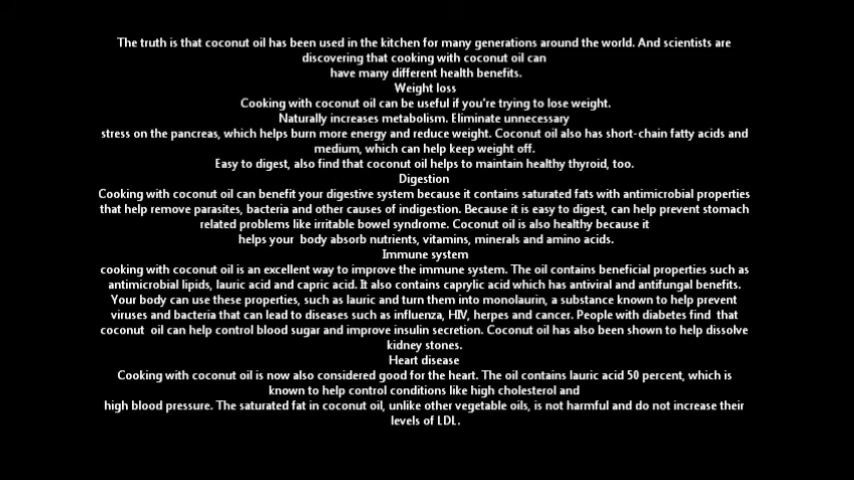 The truth is that coconut oil has been used in the kitchen for many generations around the world. And scientists are
discovering that cooking with coconut oil can
have many different health benefits.
Weight loss
Cooking with coconut oil can be useful if you're trying to lose weight.
Naturally increases metabolism. Eliminate unnecessary
stress on the pancreas, which helps burn more energy and reduce weight. Coconut oil also has short-chain fatty acids and
medium, which can help keep weight off.
Easy to digest, also find that coconut oil helps to maintain healthy thyroid, too.
Digestion
Cooking with coconut oil can benefit your digestive system because it contains saturated fats with antimicrobial properties
that help remove parasites, bacteria and other causes of indigestion. Because it is easy to digest, can help prevent stomach
related problems like irritable bowel syndrome. Coconut oil is also healthy because it
helps your body absorb nutrients, vitamins, minerals and amino acids.
Immune system
cooking with coconut oil is an excellent way to improve the immune system. The oil contains beneficial properties such as
antimicrobial lipids, lauric acid and capric acid. It also contains caprylic acid which has antiviral and antifungal benefits.
Your body can use these properties, such as lauric and turn them into monolaurin, a substance known to help prevent
viruses and bacteria that can lead to diseases such as influenza, HIV, herpes and cancer. People with diabetes find that
coconut oil can help control blood sugar and improve insulin secretion. Coconut oil has also been shown to help dissolve
kidney stones.
Heart disease
Cooking with coconut oil is now also considered good for the heart. The oil contains lauric acid 50 percent, which is
known to help control conditions like high cholesterol and
high blood pressure. The saturated fat in coconut oil, unlike other vegetable oils, is not harmful and do not increase their
levels of LDL.